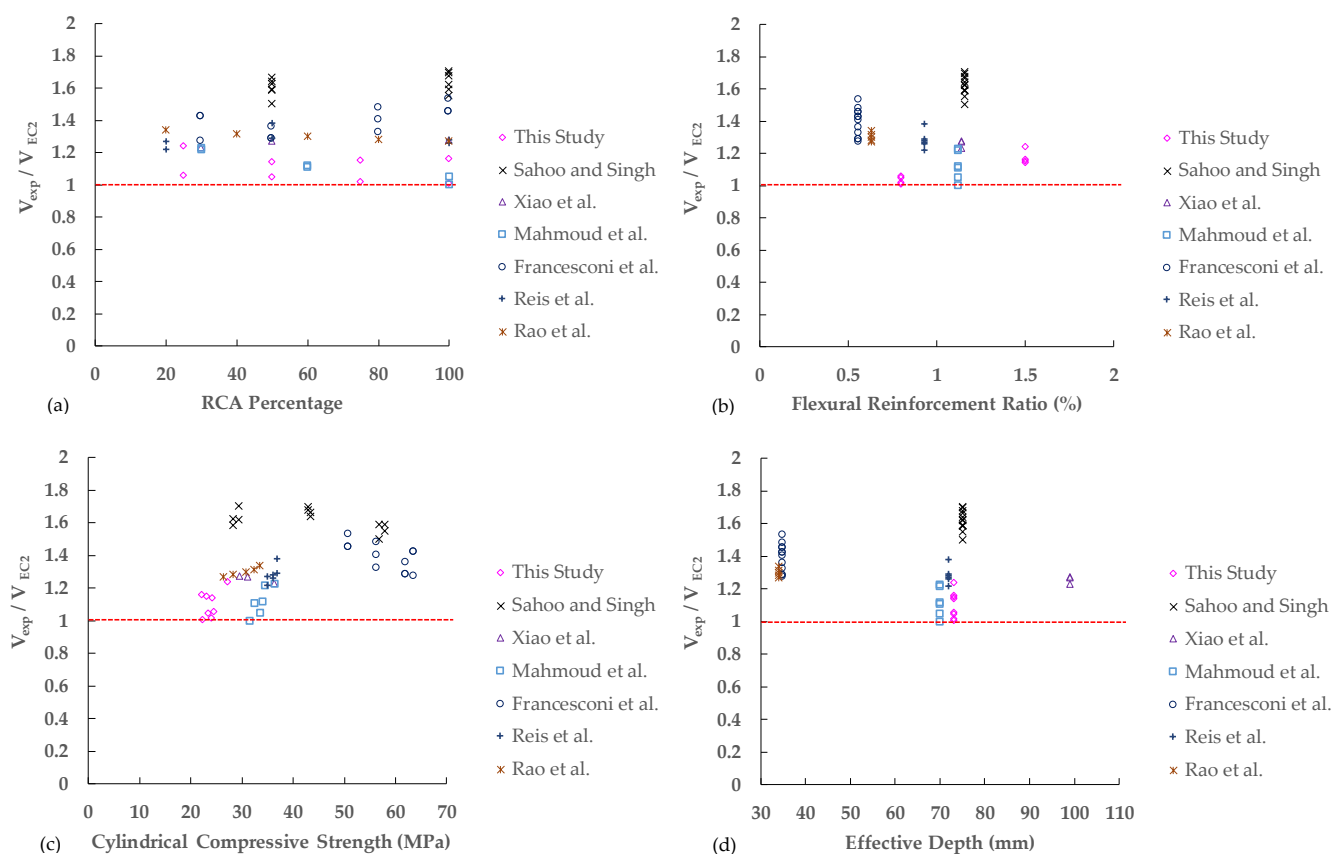 2
1.8
1.6
1.4
1.2
1
0.8
0.6
0.4
0.2
0
V exp / V EC2
0 20 40 60 80 100
RCA Percentage
(a)
This Study
Sahoo and Singh
Xiao et al.
Mahmoud et al.
Francesconi et al.
Reis et al.
Rao et al.
2
1.8
1.6
1.4
1.2
1
0.8
0.6
0.4
0.2
0
V exp / V EC2
0 0.5 1 1.5 2
Flexural Reinforcement Ratio (%)
(b)
This Study
Sahoo and Singh
Xiao et al.
Mahmoud et al.
Francesconi et al.
Reis et al.
Rao et al.
2
1.8
1.6
1.4
1.2
1
0.8
0.6
0.4
0.2
0
V exp / V EC2
0 10 20 30 40 50 60 70
Cylindrical Compressive Strength (MPa)
(c)
This Study
Sahoo and Singh
Xiao et al.
Mahmoud et al.
Francesconi et al.
Reis et al.
Rao et al.
2
1.8
1.6
1.4
1.2
1
0.8
0.6
0.4
0.2
0
V exp / V EC2
30 40 50 60 70 80 90 100 110
Effective Depth (mm)
(d)
This Study
Sahoo and Singh
Xiao et al.
Mahmoud et al.
Francesconi et al.
Reis et al.
Rao et al.